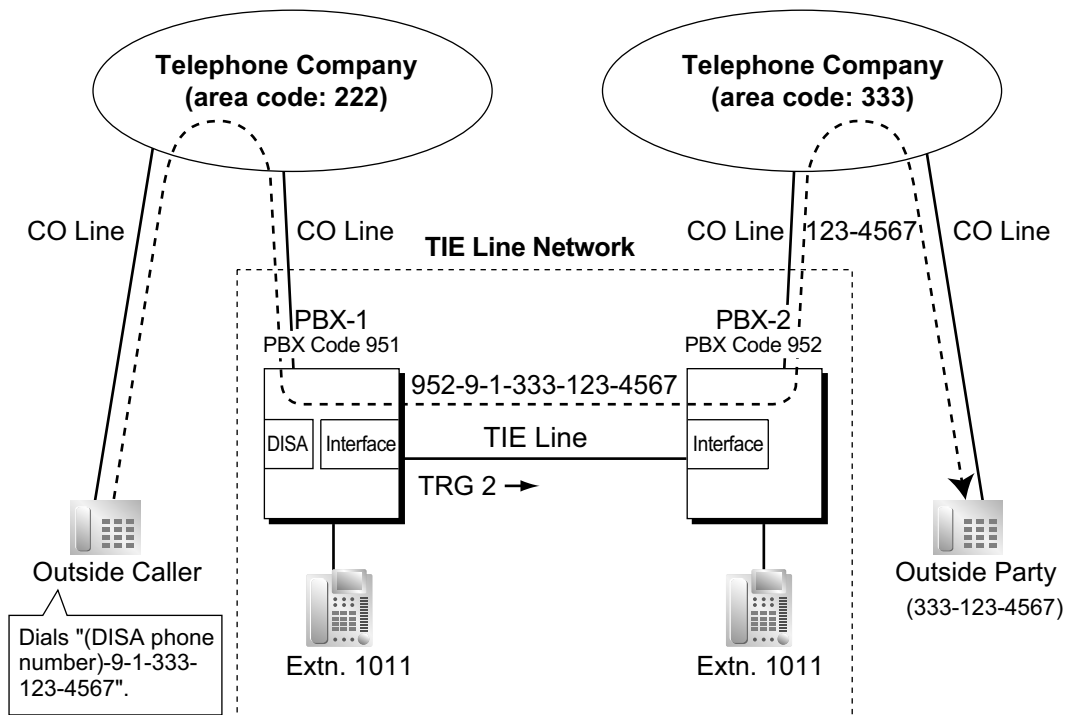 Telephone Company
(area code: 222)
Telephone Company
(area code: 333)
CO Line
CO Line
CO Line
123-4567
CO Line
TIE Line Network
PBX-1
PBX Code 951
PBX-2
PBX Code 952
952-9-1-333-123-4567
DISA
Interface
TIE Line
Interface
TRG 2
Outside Caller
Outside Party
(333-123-4567)
Dials "(DISA phone
number)-9-1-333-
123-4567".
Extn. 1011
Extn. 1011